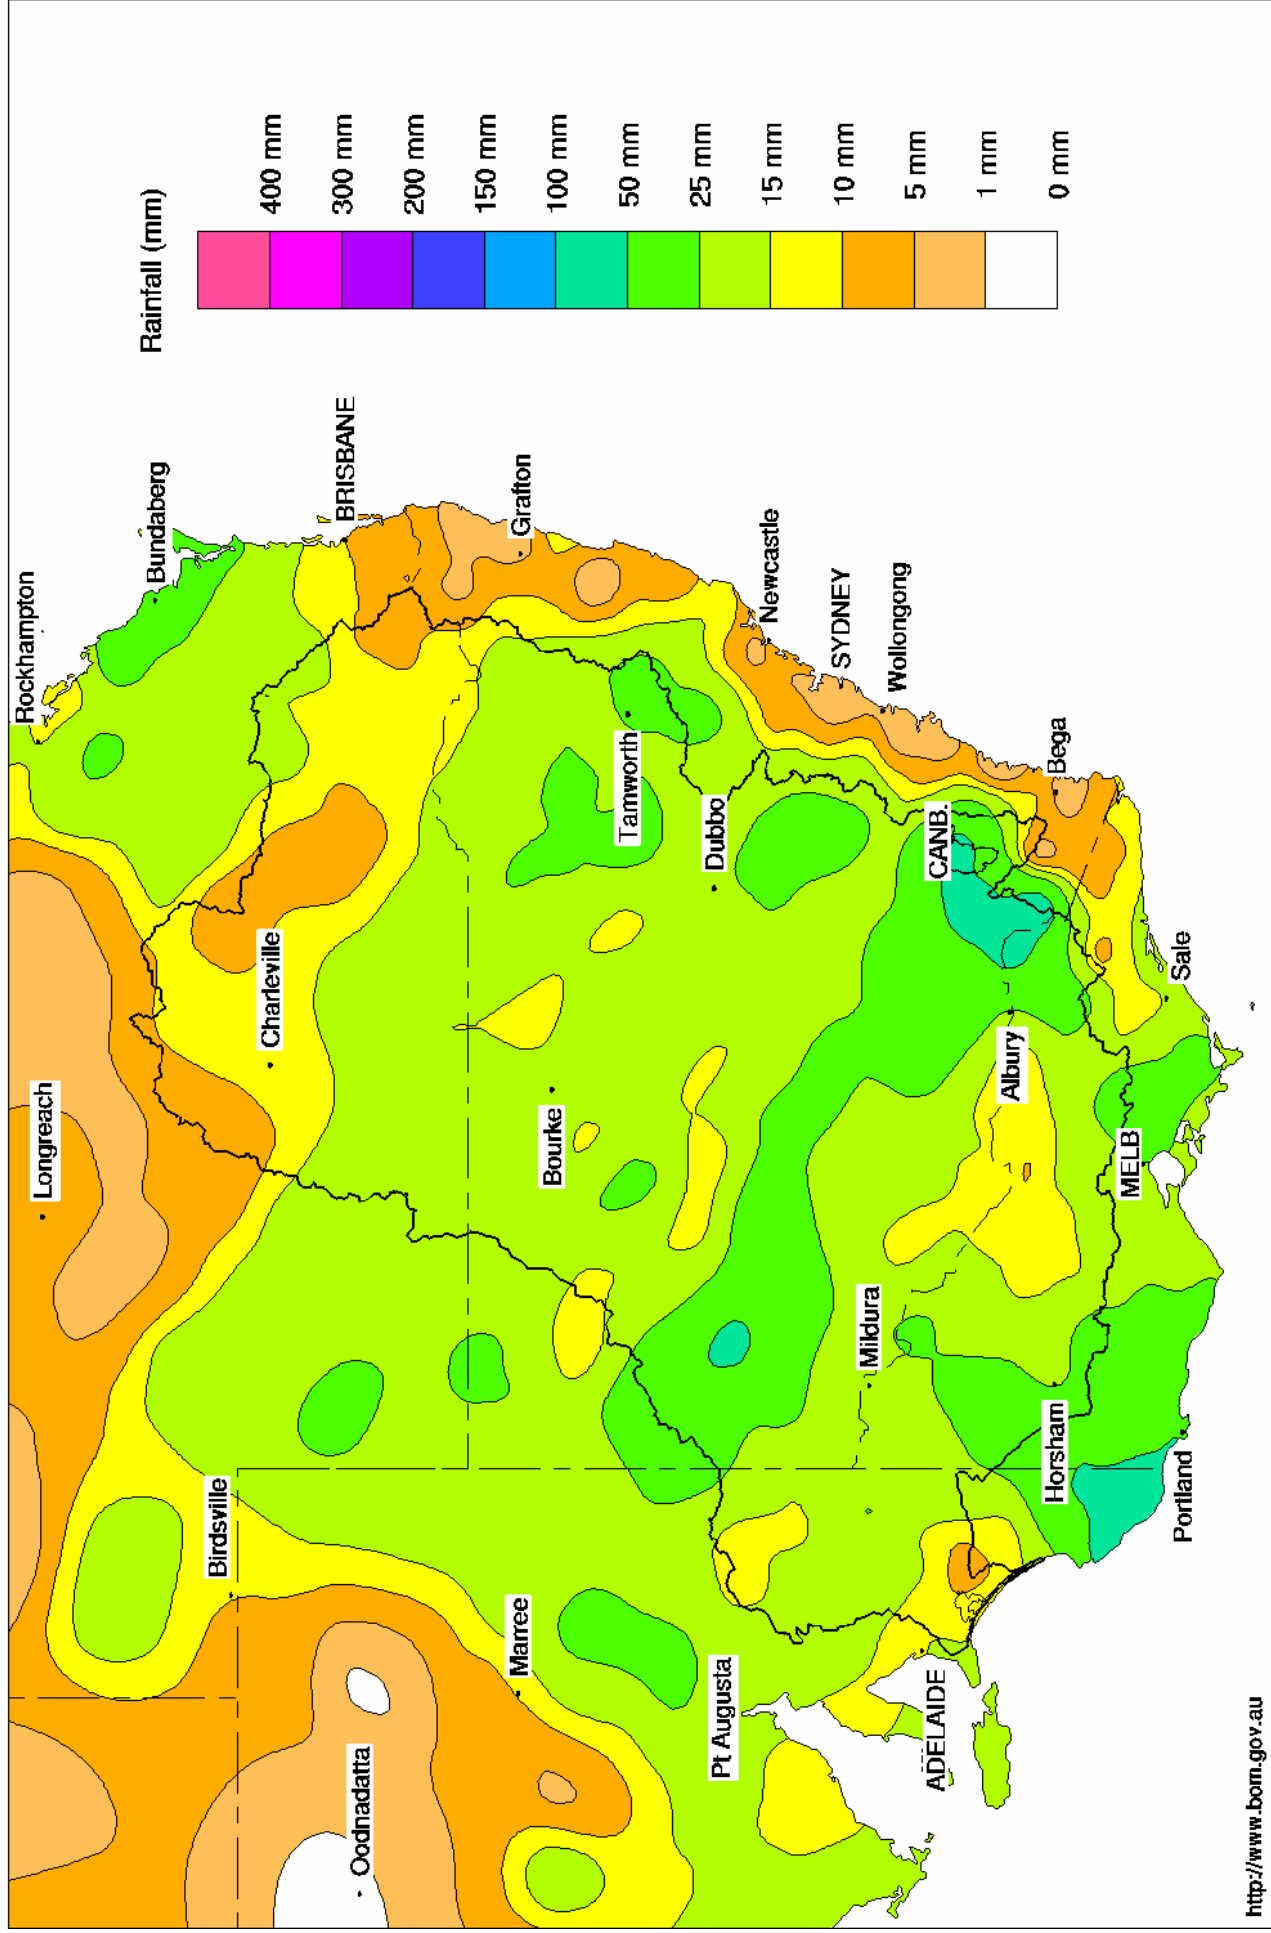 Rainfall (mm)
400 mm
300 mm
200 mm
150 mm
100 mm
50 mm
25 mm
15 mm
10 mm
5 mm
1 mm
0 mm
Rockhampton
Longreach
Bundaberg
Birdsville
Charleville
BRISBANE
Oodnadatta
Marree
Bourke
Grafton
Tamworth
Pt Augusta
Dubbo
Newcastle
Mildura
SYDNEY
Wollongong
ADELAIDE
CANB.
Albury
Horsham
Bega
MELB
Portland
Sale
http://www.bom.gov.au